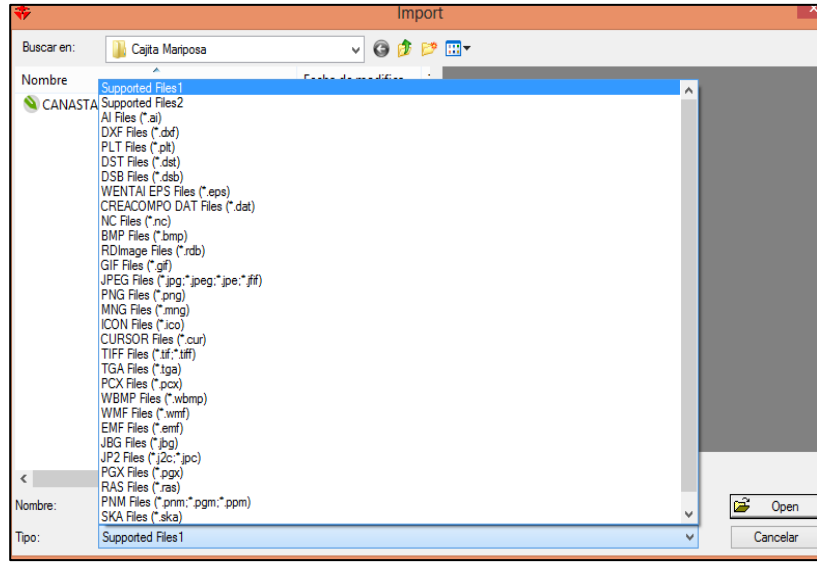 Import
Buscar en:
Cajita Mariposa
Nombre
Fecha de modifica
CANASTA
Supported Files1
Supported Files2
AI Files (*.ai)
DXF Files (*.dxf)
PLT Files (*.plt)
DST Files (*.dst)
DSB Files (*.dsb)
WENTAI EPS Files (*.eps)
CREACOMPO DAT Files (*.dat)
NC Files (*.nc)
BMP Files (*.bmp)
RDImage Files (*.rdb)
GIF Files (*.gif)
JPEG Files (*.jpg;*.jpeg;*.jpe;*.jfif)
PNG Files (*.png)
MNG Files (*.mng)
ICON Files (*.ico)
CURSOR Files (*.cur)
TIFF Files (*.tif;*.tiff)
TGA Files (*.tga)
PCX Files (*.pcx)
WBMP Files (*.wbmp)
WMF Files (*.wmf)
EMF Files (*.emf)
JBG Files (*.jbg)
JP2 Files (*.j2c;*.jpc)
PGX Files (*.pgx)
RAS Files (*.ras)
PNM Files (*.pnm;*.pgm;*.ppm)
SKA Files (*.ska)
Nombre:
Open
Tipo:
Supported Files1
Cancelar